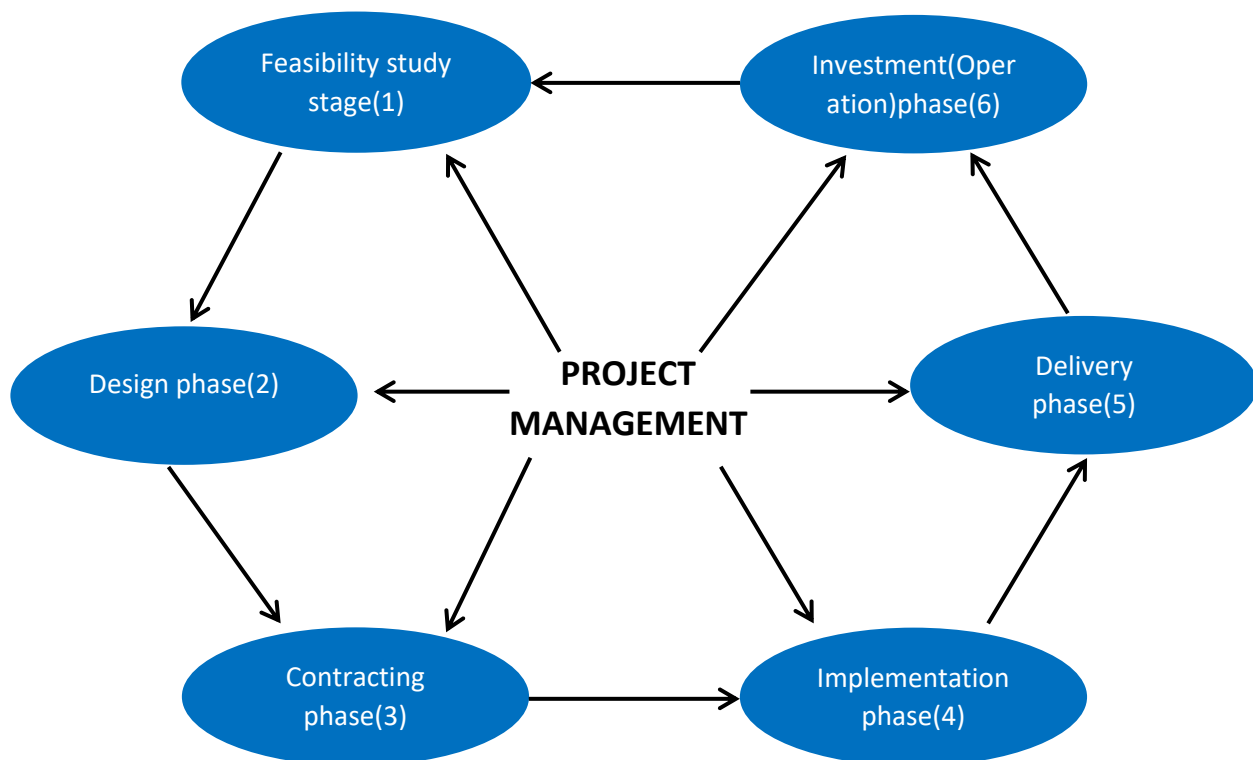 Feasibility study
stage(1)
Investment(Oper
ation)phase(6)
Design phase(2)
PROJECT
MANAGEMENT
Delivery
phase(5)
Contracting
phase(3)
Implementation
phase(4)